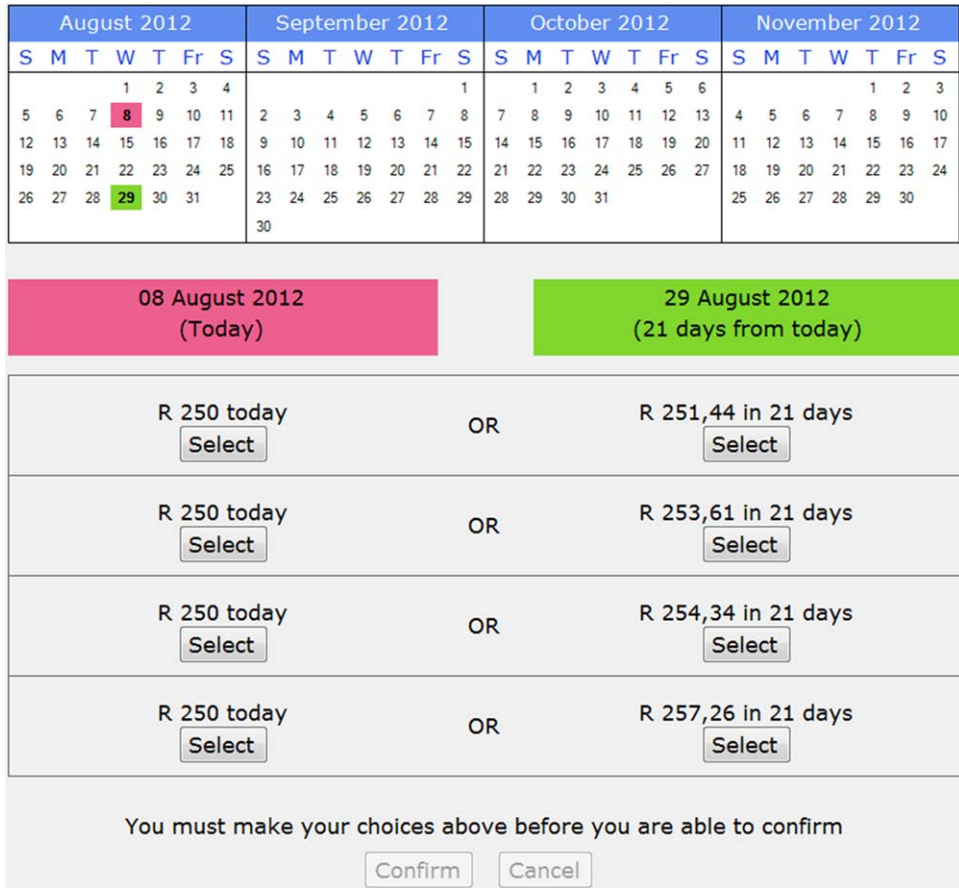 August 2012 September 2012 October 2012 November 2012
S M T W T Fr S S M T W T Fr S S M T W T Fr S S M T W T Fr S
1 2 3 4 1 1 2 3 4 5 6 1 2 3
5 6 7 8 9 10 11 2 3 4 5 6 7 8 7 8 9 10 11 12 13 4 5 6 7 8 9 10
12 13 14 15 16 17 18 9 10 11 12 13 14 15 14 15 16 17 18 19 20 11 12 13 14 15 16 17
19 20 21 22 23 24 25 16 17 18 19 20 21 22 21 22 23 24 25 26 27 18 19 20 21 22 23 24
26 27 28 29 30 31 23 24 25 26 27 28 29 28 29 30 31 25 26 27 28 29 30
30
08 August 2012 29 August 2012
(Today) (21 days from today)
R 250 today OR R 251,44 in 21 days
Select Select
R 250 today OR R 253,61 in 21 days
Select Select
R 250 today OR R 254,34 in 21 days
Select Select
R 250 today OR R 257,26 in 21 days
Select Select
You must make your choices above before you are able to confirm
Confirm Cancel